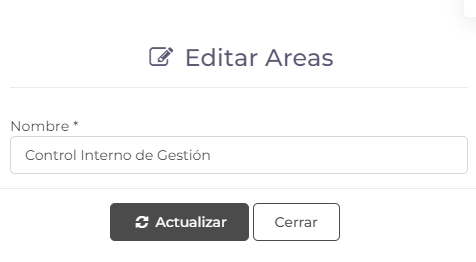 Editar Areas
Nombre *
Control Interno de Gestión
Actualizar
Cerrar